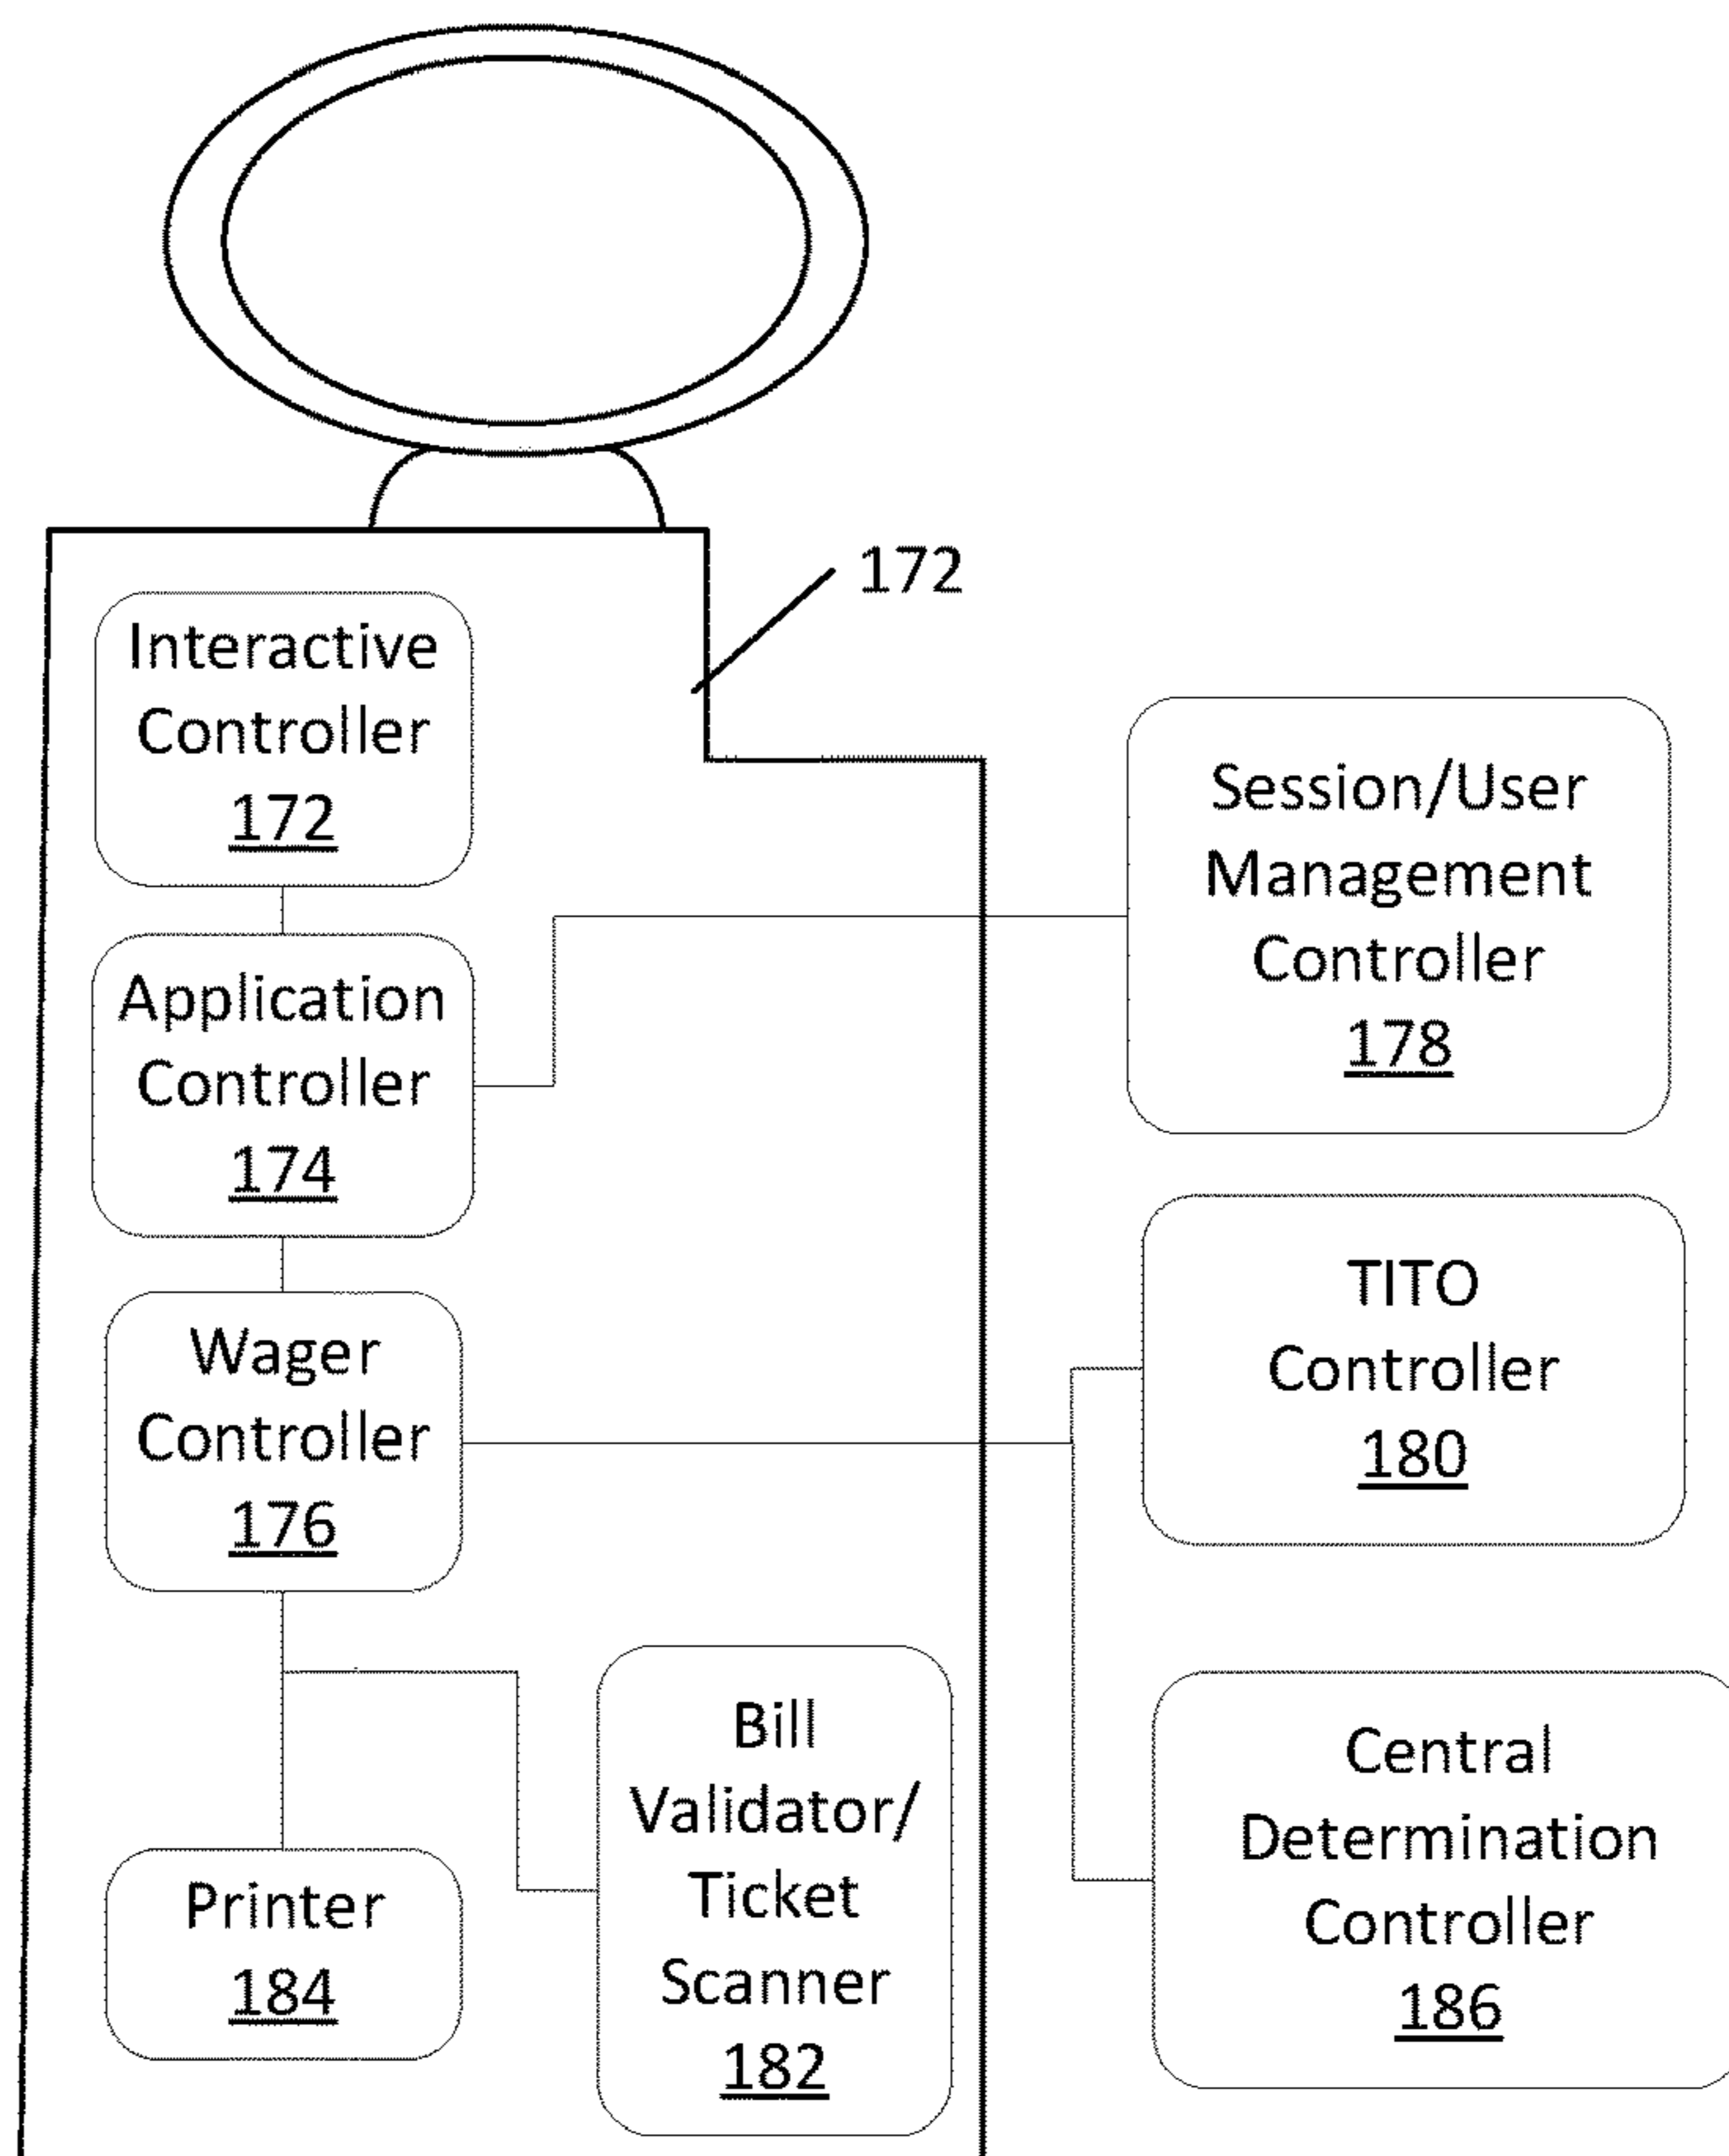 172
Interactive
Controller
172
Application
Controller
174
Wager
Controller
176
Printer
184
Bill
Validator/
Ticket
Scanner
182
Session/User
Management
Controller
178
TITO
Controller
180
Central
Determination
Controller
186